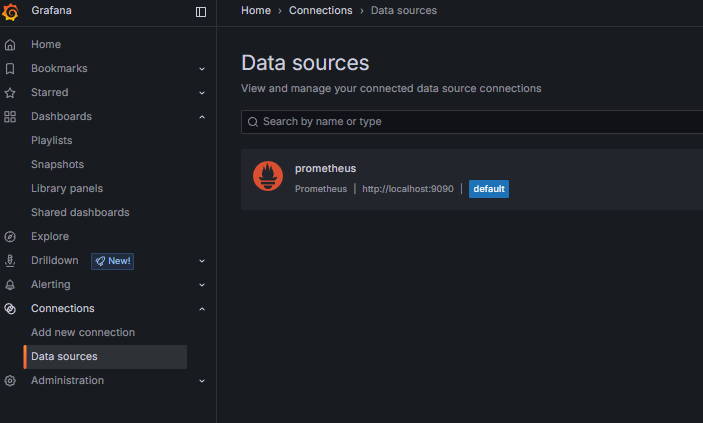 Grafana
Home › Connections › Data sources
Home
Bookmarks
Starred
Dashboards
Playlists
Snapshots
Library panels
Shared dashboards
Explore
Drilldown New!
Alerting
Connections
Add new connection
Data sources
Administration
Data sources
View and manage your connected data source connections
Search by name or type
prometheus
Prometheus | http://localhost:9090 | default